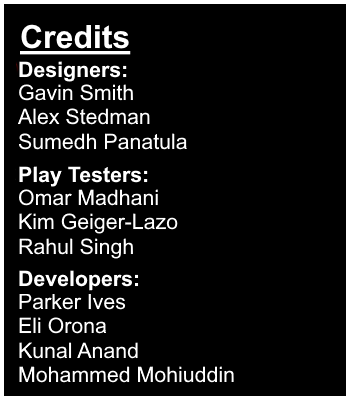 Credits
Designers:
Gavin Smith
Alex Stedman
Sumedh Panatula
Play Testers:
Omar Madhani
Kim Geiger-Lazo
Rahul Singh
Developers:
Parker Ives
Eli Orona
Kunal Anand
Mohammed Mohiuddin